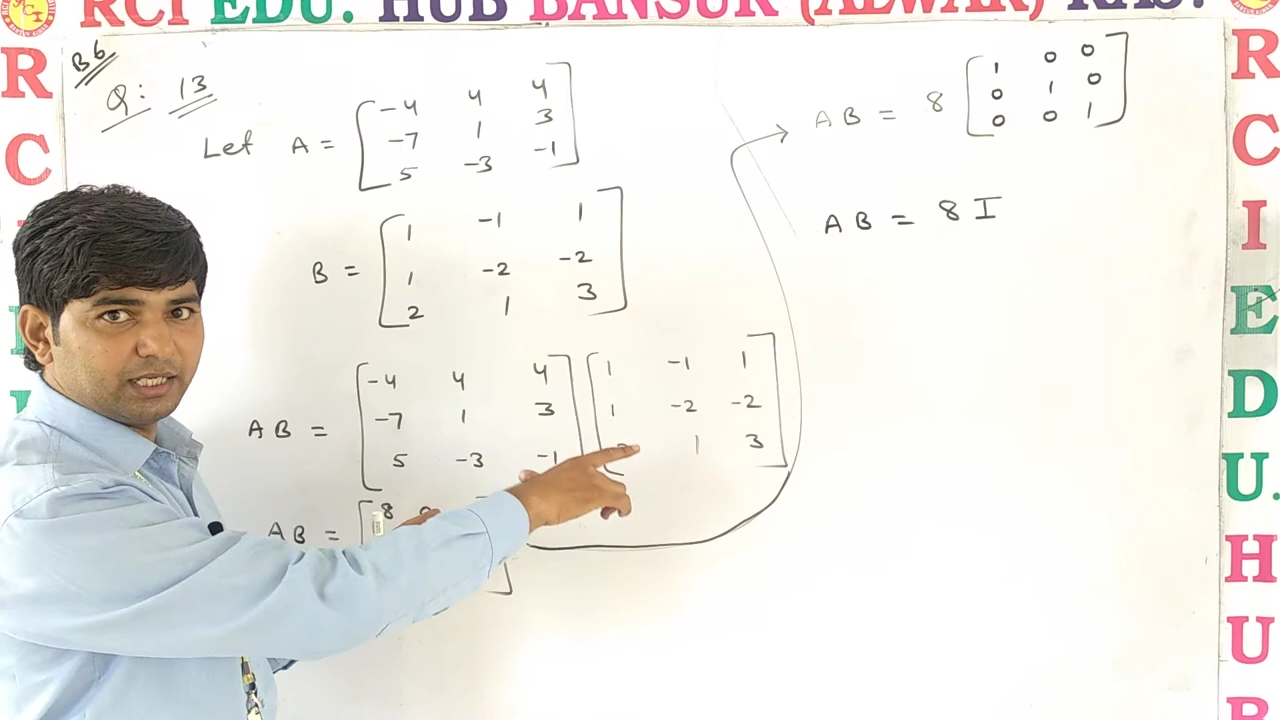 RCI EDU. HUB BANSUR (ALWAR) RAJ.
B6
Q: 13
Let A = [ -4 4 4
-7 1 3
5 -3 -1 ]
B = [ 1 -1 1
1 -2 -2
2 1 3 ]
AB = [ -4 4 4 ] [ 1 -1 1 ]
[ -7 1 3 ] [ 1 -2 -2 ]
[ 5 -3 -1 ] [ 1 3 ]
AB = [ 8
AB = 8 [ 1 0 0
0 1 0
0 0 1 ]
AB = 8 I
R
C
R
C
I
E
D
U.
H
U